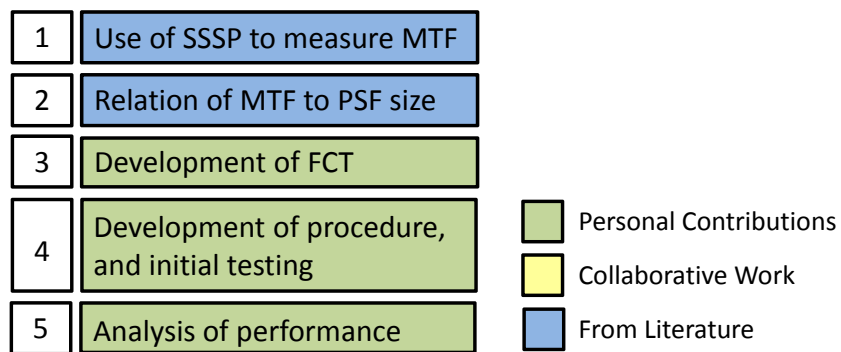 1 Use of SSSP to measure MTF
2 Relation of MTF to PSF size
3 Development of FCT
4 Development of procedure,
and initial testing
5 Analysis of performance
Personal Contributions
Collaborative Work
From Literature